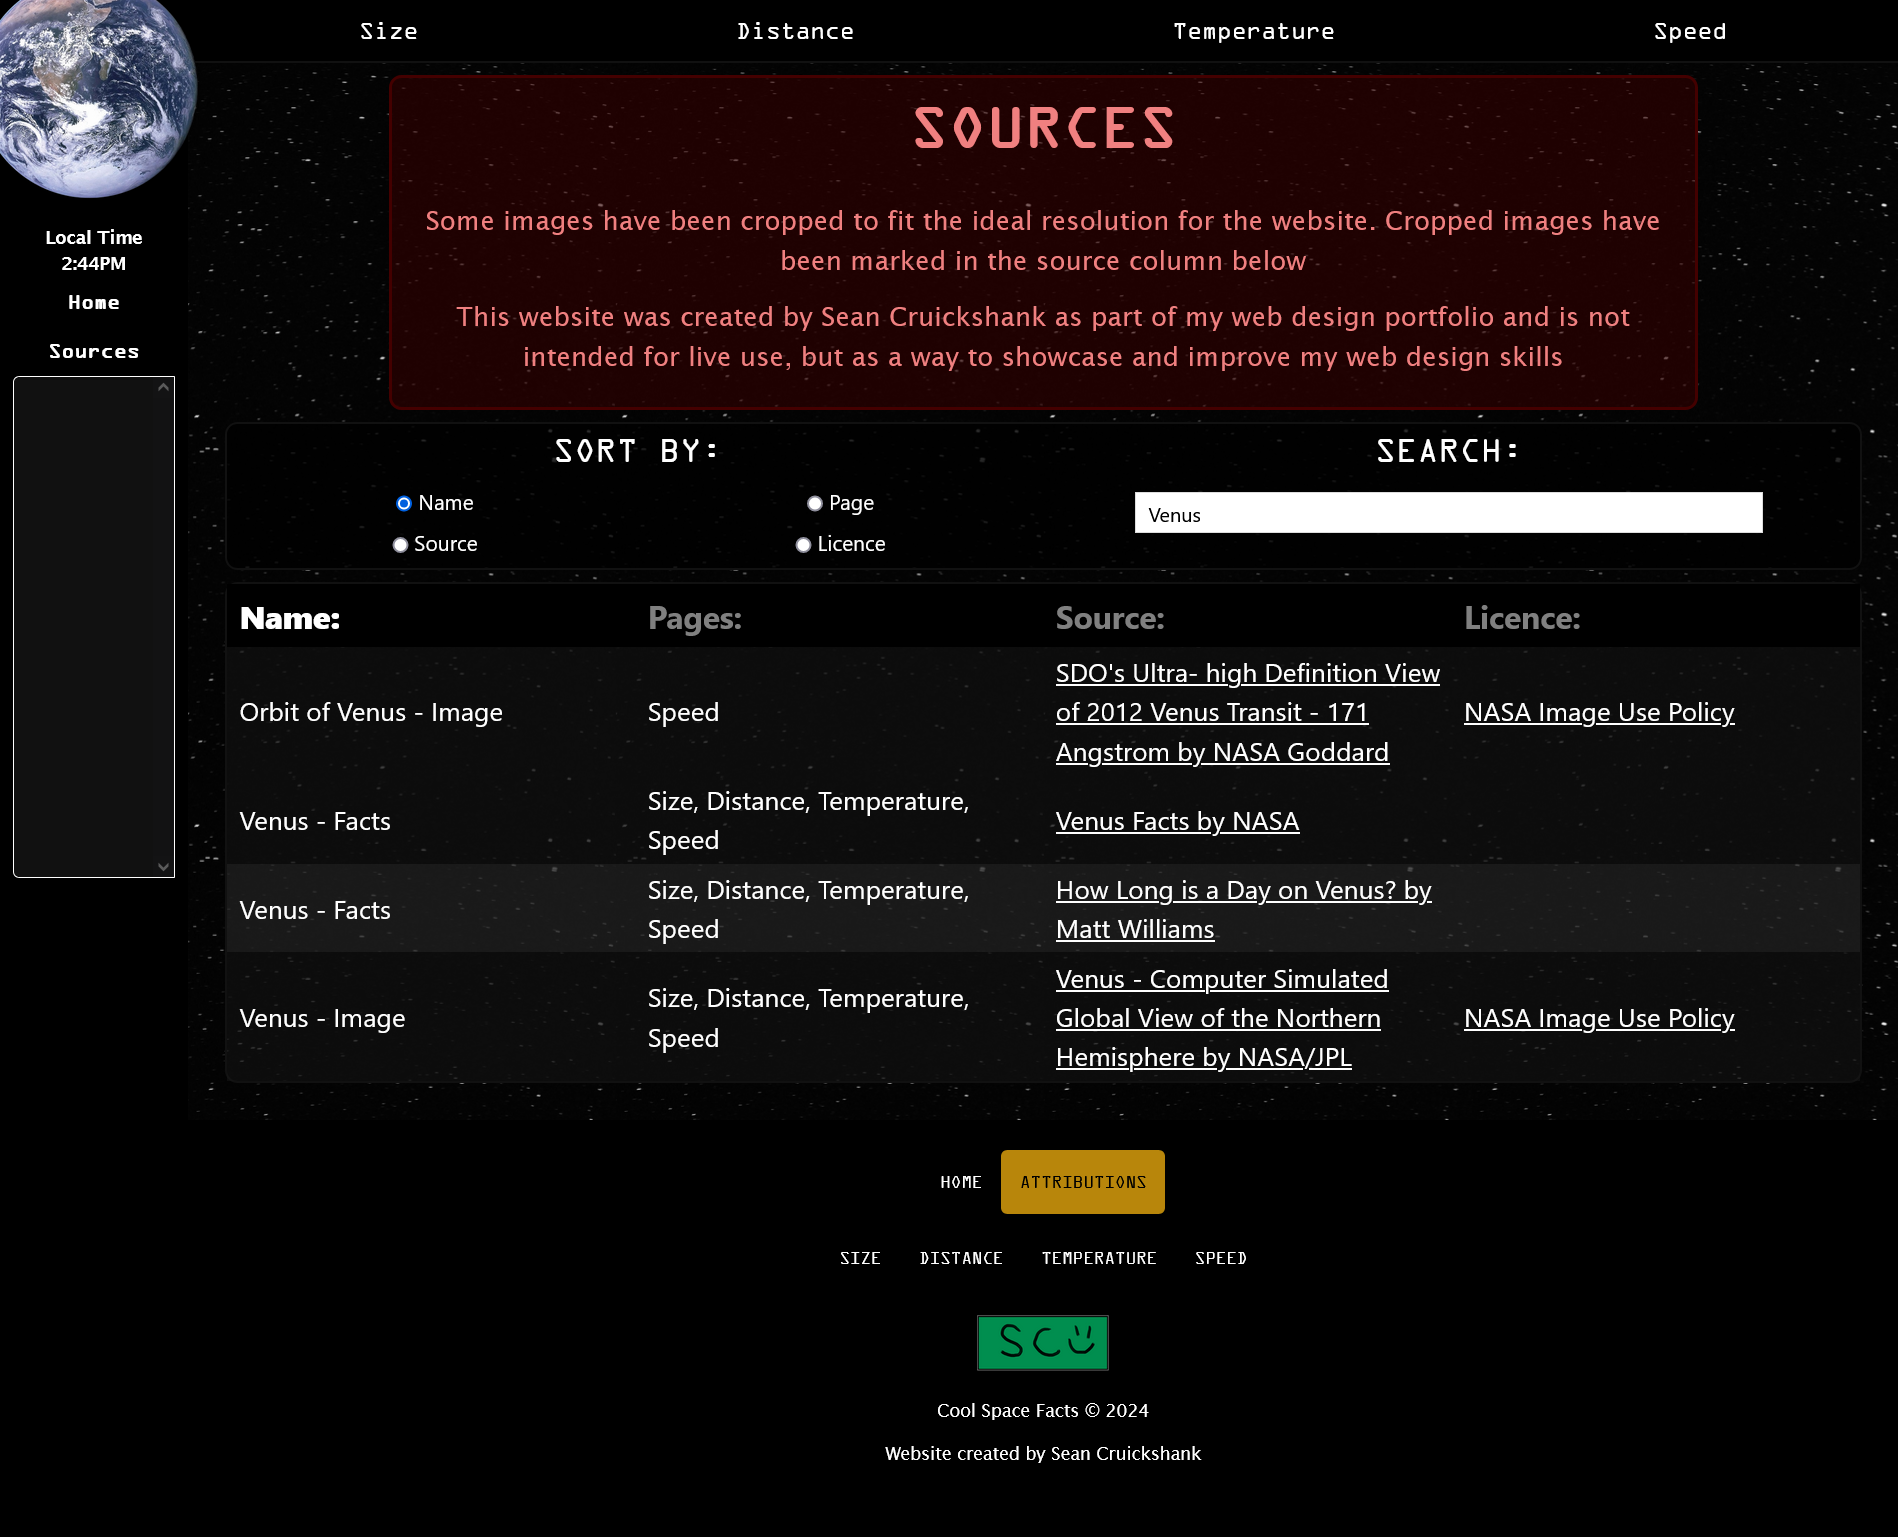 Size
Distance
Temperature
Speed
Local Time
2:44PM
Home
Sources
SOURCES
Some images have been cropped to fit the ideal resolution for the website. Cropped images have
been marked in the source column below
This website was created by Sean Cruickshank as part of my web design portfolio and is not
intended for live use, but as a way to showcase and improve my web design skills
SORT BY:
Name
Page
Source
Licence
SEARCH:
Venus
Name:
Pages:
Source:
Licence:
Orbit of Venus - Image
Speed
SDO's Ultra- high Definition View
of 2012 Venus Transit - 171
Angstrom by NASA Goddard
NASA Image Use Policy
Venus - Facts
Size, Distance, Temperature,
Speed
Venus Facts by NASA
Venus - Facts
Size, Distance, Temperature,
Speed
How Long is a Day on Venus? by
Matt Williams
Venus - Image
Size, Distance, Temperature,
Speed
Venus - Computer Simulated
Global View of the Northern
Hemisphere by NASA/JPL
NASA Image Use Policy
HOME
ATTRIBUTIONS
SIZE
DISTANCE
TEMPERATURE
SPEED
SC
Cool Space Facts © 2024
Website created by Sean Cruickshank